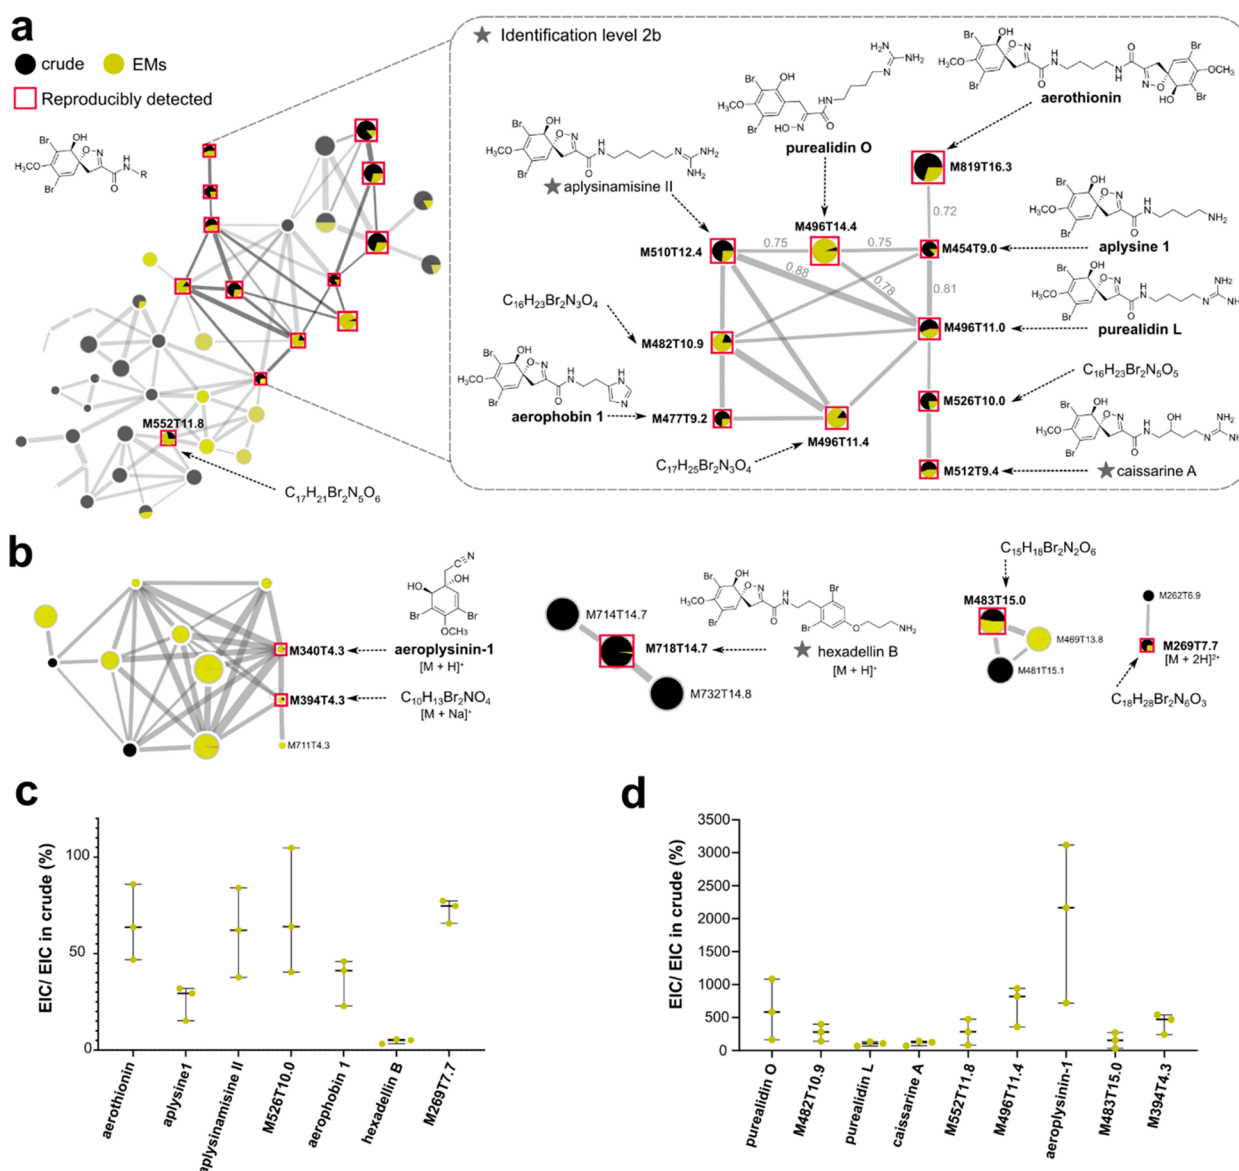 a
crude
EMs
Reproducibly detected
Identification level 2b
aerothionin
purealidin O
aplysinamisine II
M819T16.3
M496T14.4
0.72
M510T12.4
0.75
0.75
M454T9.0
aplysine 1
0.88
0.78
0.81
C16H23Br2N3O4
M482T10.9
M496T11.0
purealidin L
C16H23Br2N5O5
aerophobin 1
M477T9.2
M526T10.0
M496T11.4
C17H25Br2N3O4
M512T9.4
caissarine A
M552T11.8
C17H21Br2N5O6
b
M340T4.3
aeroplysinin-1
[M + H]+
M394T4.3
C10H13Br2NO4
[M + Na]+
M711T4.3
M714T14.7
M718T14.7
hexadellin B
[M + H]+
M732T14.8
C15H18Br2N2O6
M483T15.0
M469T13.8
M481T15.1
M262T6.9
M269T7.7
[M + 2H]2+
C18H28Br2N6O3
c
EIC/ EIC in crude (%)
100
50
0
aerothionin
aplysine1
aplysinamisine II
M526T10.0
aerophobin 1
hexadellin B
M269T7.7
d
EIC/ EIC in crude (%)
3500
3000
2500
2000
1500
1000
500
0
purealidin O
M482T10.9
purealidin L
caissarine A
M552T11.8
M496T11.4
aeroplysinin-1
M483T15.0
M394T4.3